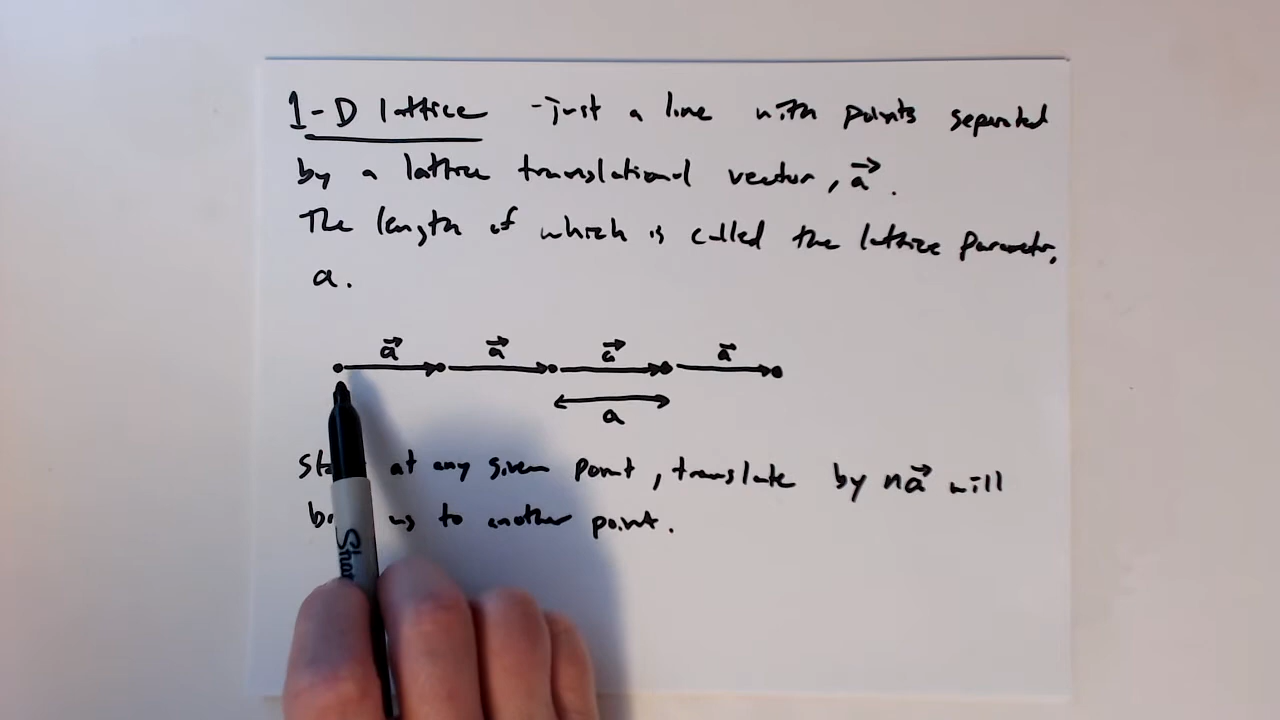 1-D lattice - just a line with points separated
by a lattice translational vector, a⃗.
The length of which is called the lattice parameter,
a.
a⃗ a⃗ a⃗ a⃗
a
at any given point, translate by na⃗ will
us to another point.
Shar